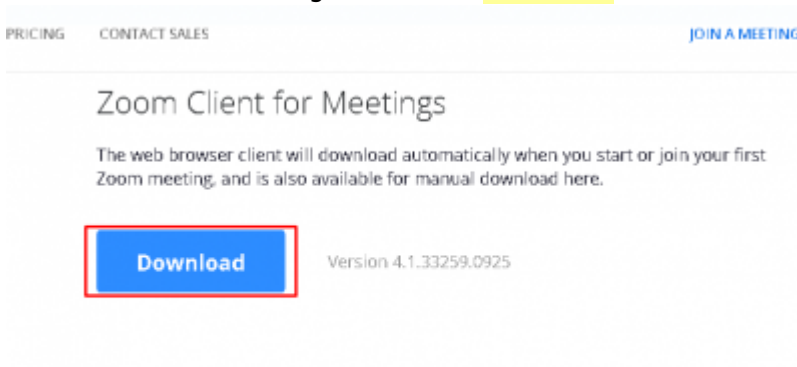 PRICING CONTACT SALES JOIN A MEETING
Zoom Client for Meetings
The web browser client will download automatically when you start or join your first
Zoom meeting, and is also available for manual download here.
Download Version 4.1.33259.0925